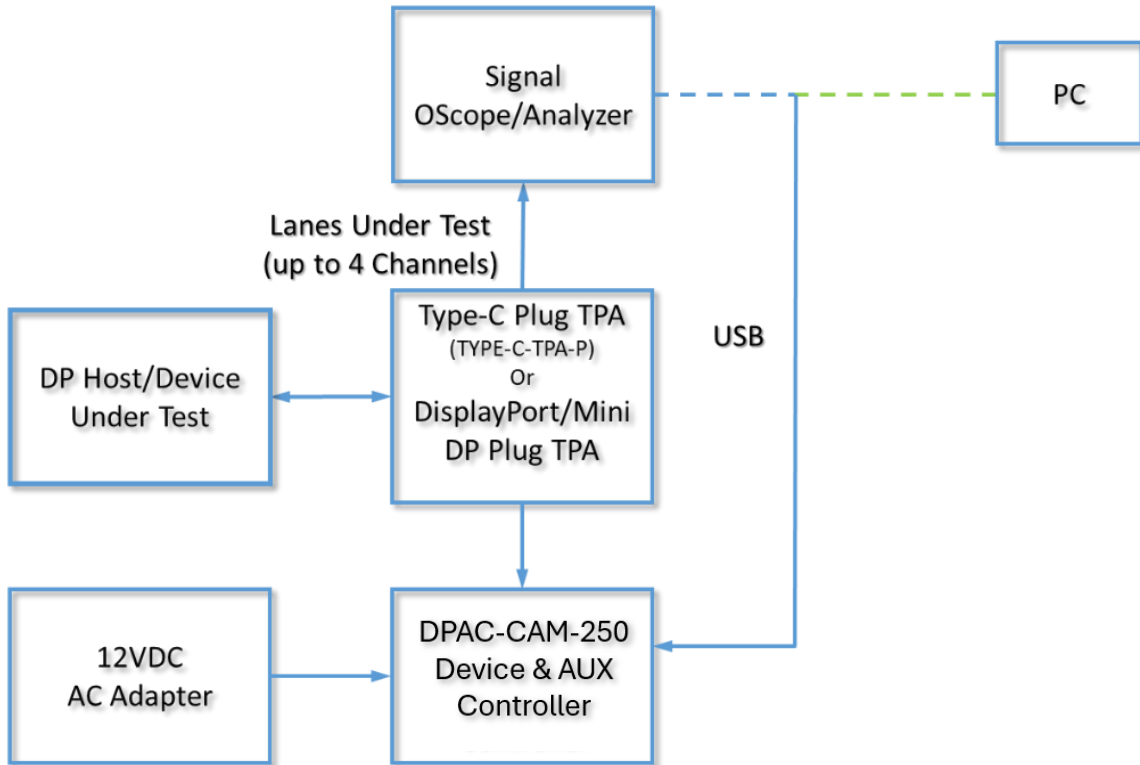 Signal
OScope/Analyzer
PC
Lanes Under Test
(up to 4 Channels)
Type-C Plug TPA
(TYPE-C-TPA-P)
Or
DisplayPort/Mini
DP Plug TPA
USB
DP Host/Device
Under Test
12VDC
AC Adapter
DPAC-CAM-250
Device & AUX
Controller